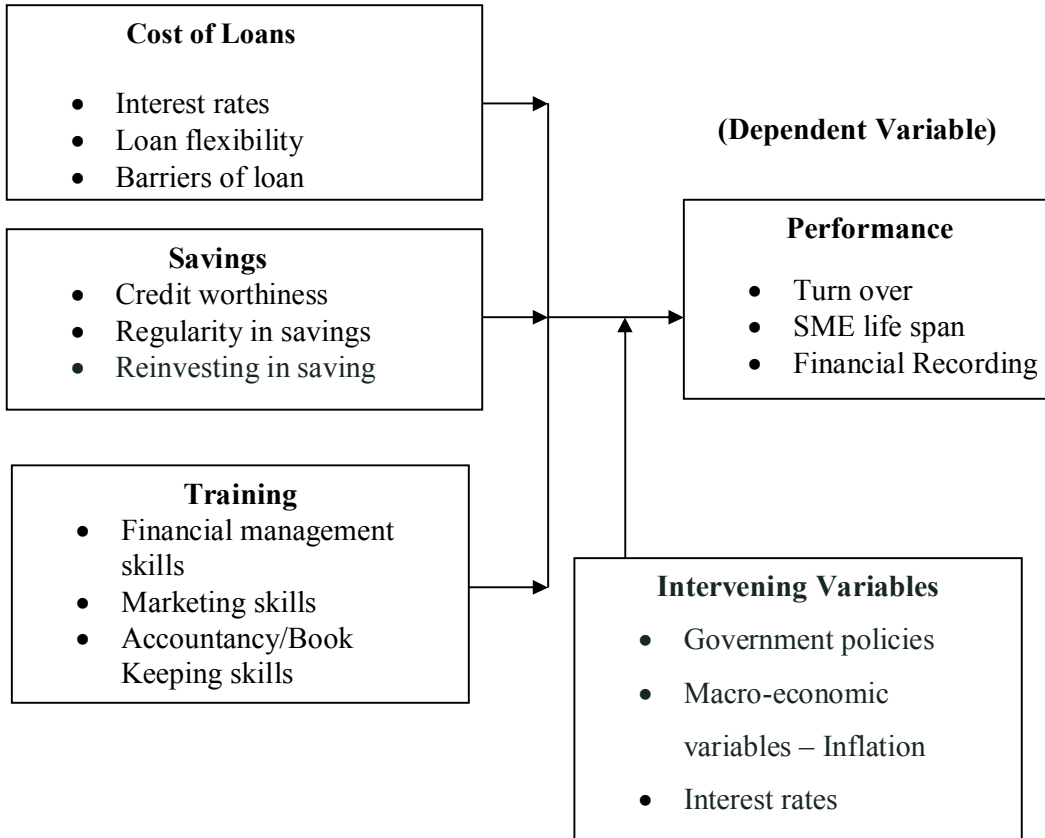 Cost of Loans
• Interest rates
• Loan flexibility
• Barriers of loan
Savings
• Credit worthiness
• Regularity in savings
• Reinvesting in saving
Training
• Financial management
skills
• Marketing skills
• Accountancy/Book
Keeping skills
(Dependent Variable)
Performance
• Turn over
• SME life span
• Financial Recording
Intervening Variables
• Government policies
• Macro-economic
variables – Inflation
• Interest rates